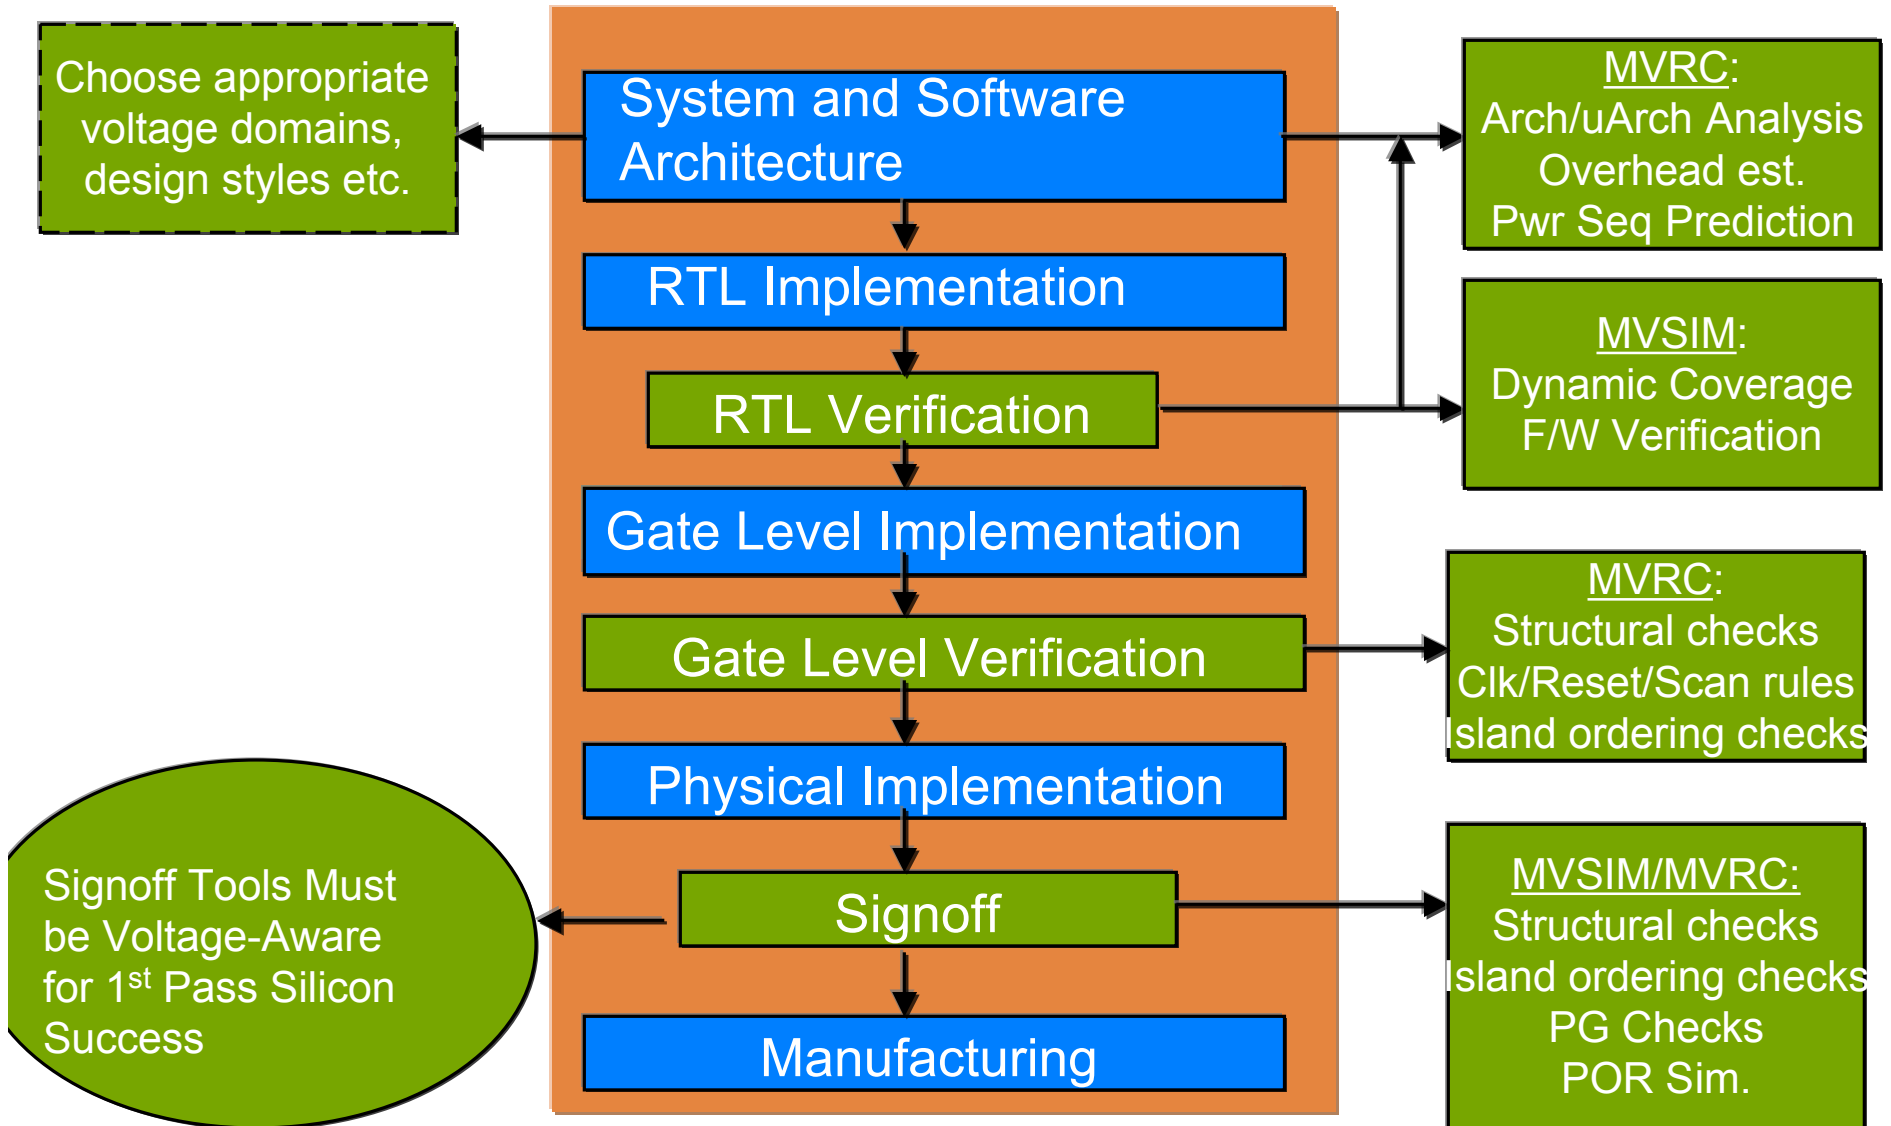 Choose appropriate
voltage domains,
design styles etc.
System and Software
Architecture
MVRC:
Arch/uArch Analysis
Overhead est.
Pwr Seq Prediction
RTL Implementation
RTL Verification
MVSIM:
Dynamic Coverage
F/W Verification
Gate Level Implementation
Gate Level Verification
MVRC:
Structural checks
Clk/Reset/Scan rules
Island ordering checks
Physical Implementation
Signoff
Signoff Tools Must
be Voltage-Aware
for 1st Pass Silicon
Success
MVSIM/MVRC:
Structural checks
Island ordering checks
PG Checks
POR Sim.
Manufacturing